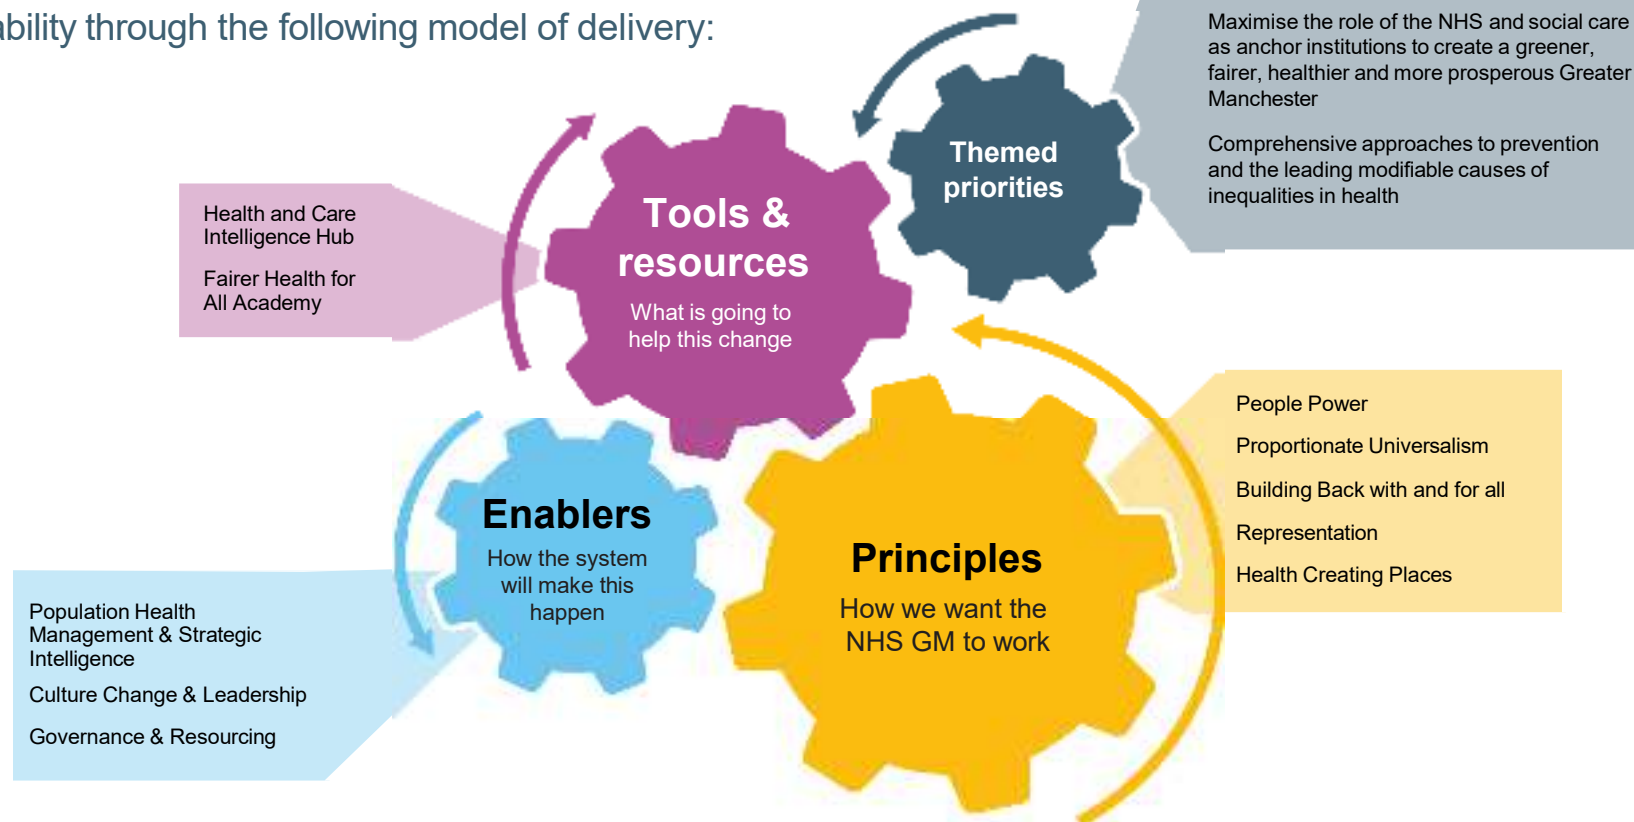 ability through the following model of delivery:
Maximise the role of the NHS and social care
as anchor institutions to create a greener,
fairer, healthier and more prosperous Greater
Manchester
Comprehensive approaches to prevention
and the leading modifiable causes of
inequalities in health
Themed
priorities
Tools &
resources
What is going to
help this change
Health and Care
Intelligence Hub
Fairer Health for
All Academy
People Power
Proportionate Universalism
Building Back with and for all
Representation
Health Creating Places
Enablers
How the system
will make this
happen
Principles
How we want the
NHS GM to work
Population Health
Management & Strategic
Intelligence
Culture Change & Leadership
Governance & Resourcing